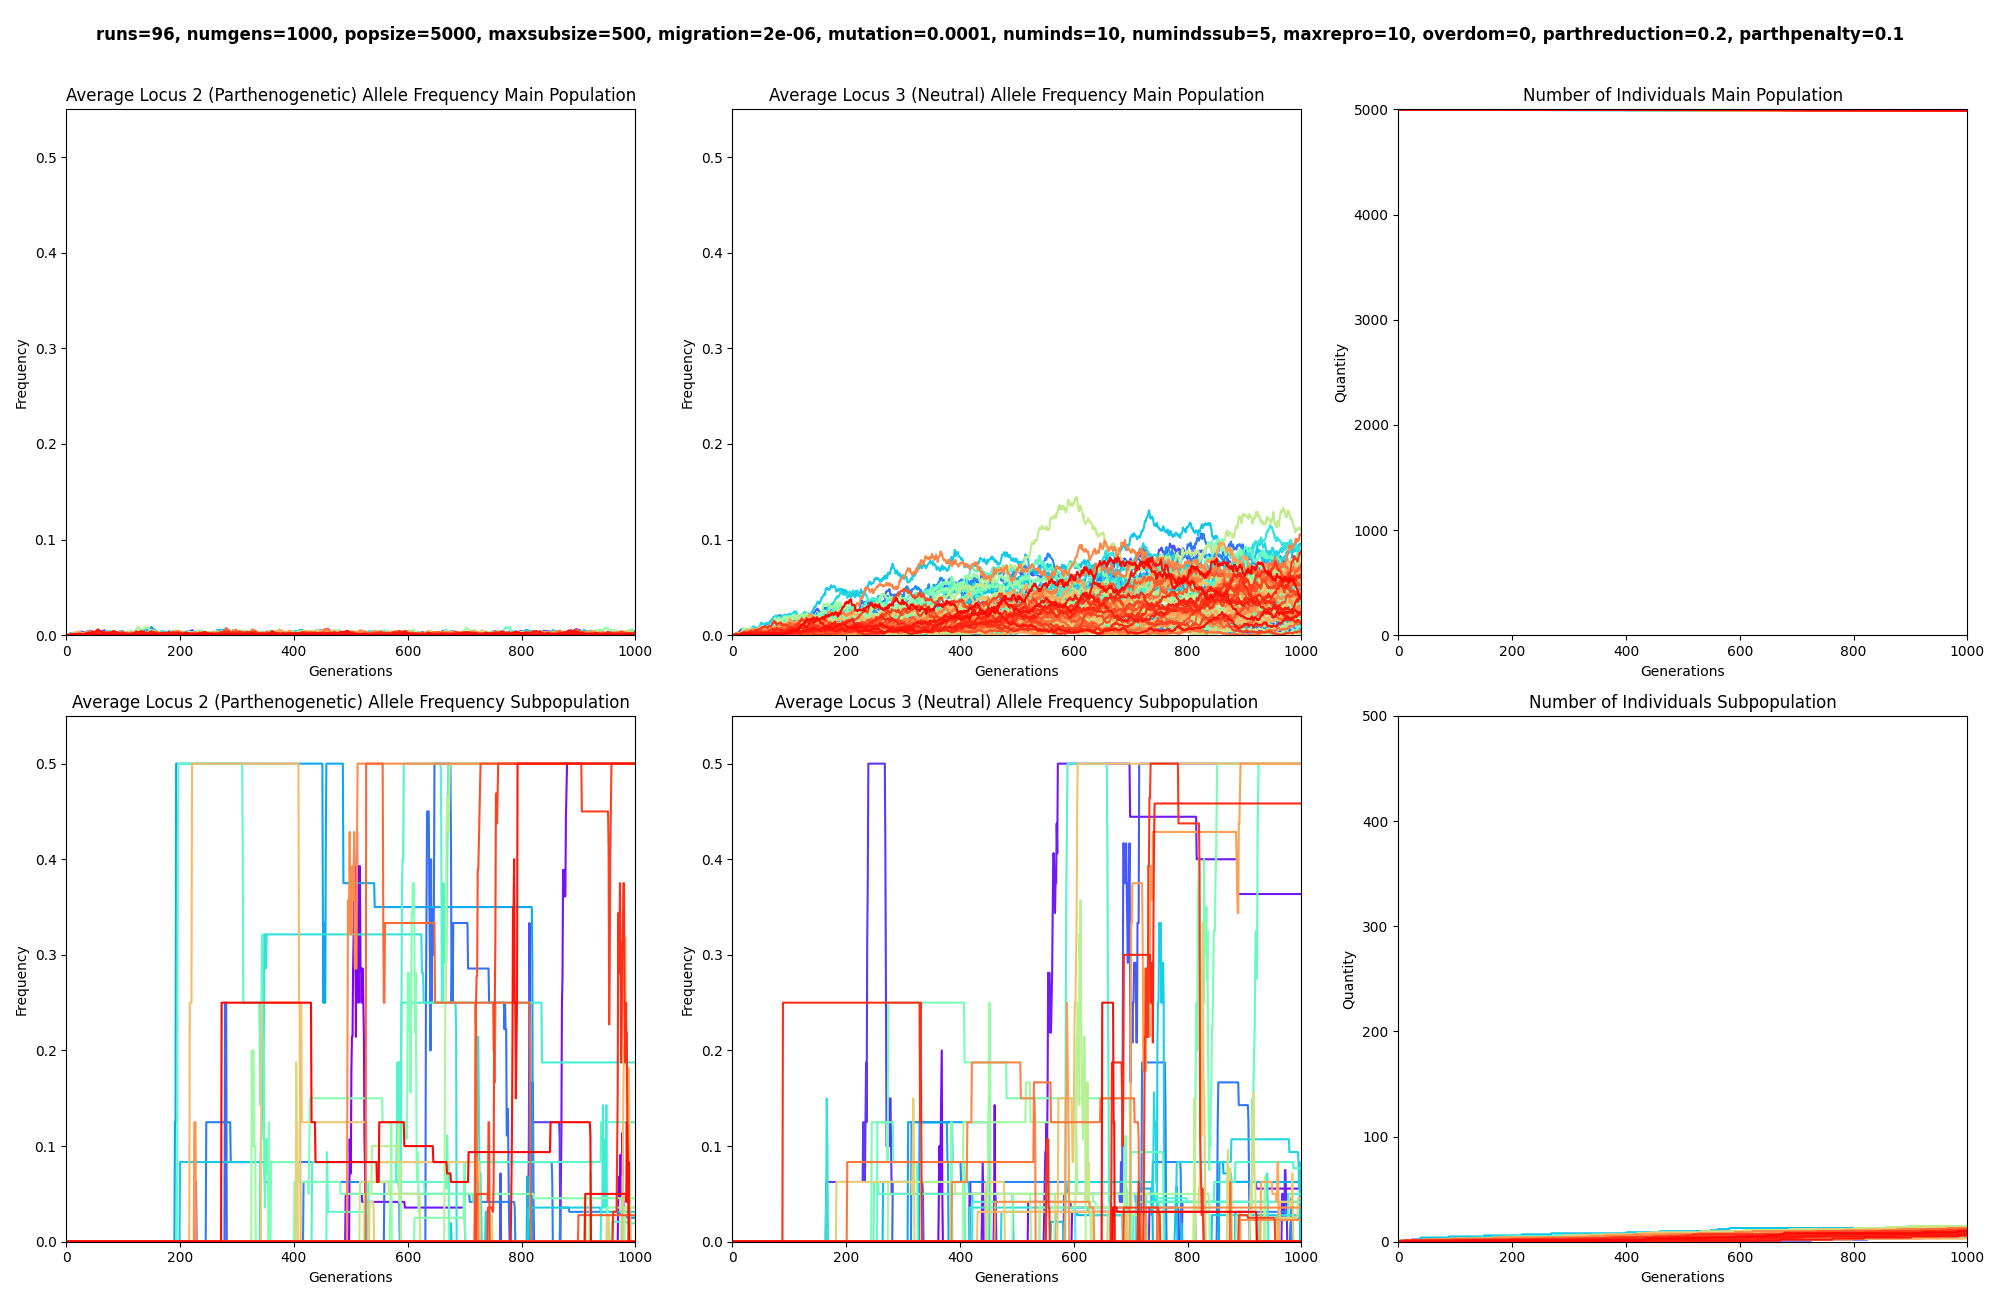 runs=96, numgens=1000, popsize=5000, maxsubsize=500, migration=2e-06, mutation=0.0001, numinds=10, numindssub=5, maxrepro=10, overdom=0, parthreduction=0.2, parthpenalty=0.1
Average Locus 2 (Parthenogenetic) Allele Frequency Main Population
Frequency
0.5
0.4
0.3
0.2
0.1
0.0
0 200 400 600 800 1000
Generations
Average Locus 3 (Neutral) Allele Frequency Main Population
Frequency
0.5
0.4
0.3
0.2
0.1
0.0
0 200 400 600 800 1000
Generations
Number of Individuals Main Population
Quantity
5000
4000
3000
2000
1000
0
0 200 400 600 800 1000
Generations
Average Locus 2 (Parthenogenetic) Allele Frequency Subpopulation
Frequency
0.5
0.4
0.3
0.2
0.1
0.0
0 200 400 600 800 1000
Generations
Average Locus 3 (Neutral) Allele Frequency Subpopulation
Frequency
0.5
0.4
0.3
0.2
0.1
0.0
0 200 400 600 800 1000
Generations
Number of Individuals Subpopulation
Quantity
500
400
300
200
100
0
0 200 400 600 800 1000
Generations